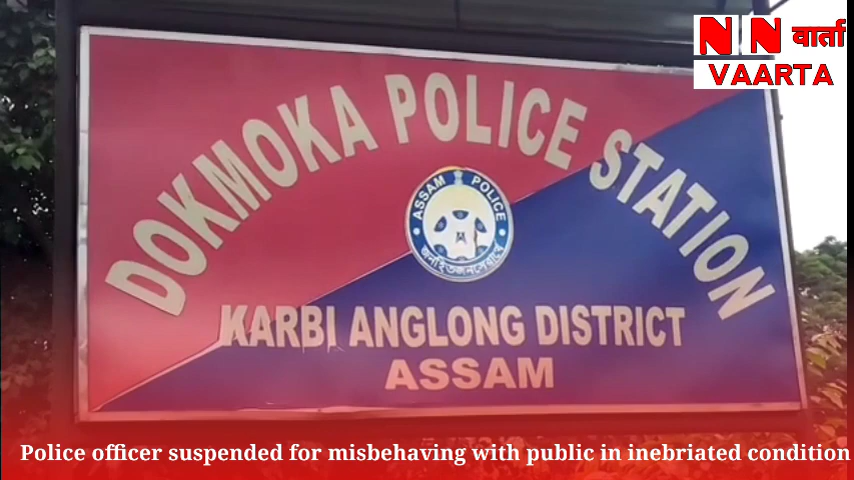 NN वार्ता
VAARTA
DOKMOKA POLICE STATION
ASSAM POLICE
KARBI ANGLONG DISTRICT
ASSAM
Police officer suspended for misbehaving with public in inebriated condition